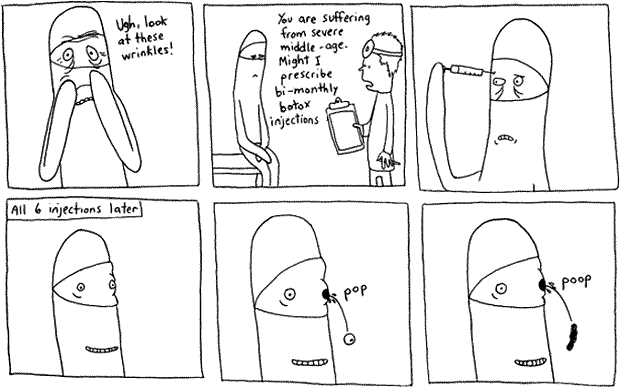 Ugh, look
at these
wrinkles!
You are suffering
from severe
middle-age.
Might I
prescribe
bi-monthly
botox
injections
All 6 injections later
pop
poop